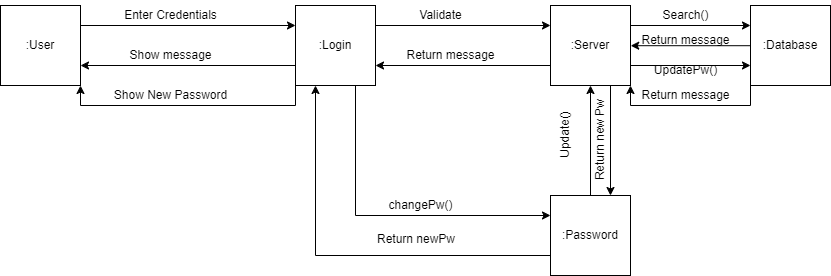 Enter Credentials
Validate
Search()
:User
:Login
:Server
:Database
Return message
Show message
Return message
UpdatePw()
Show New Password
Return message
Update()
Return new Pw
changePw()
Return newPw
:Password